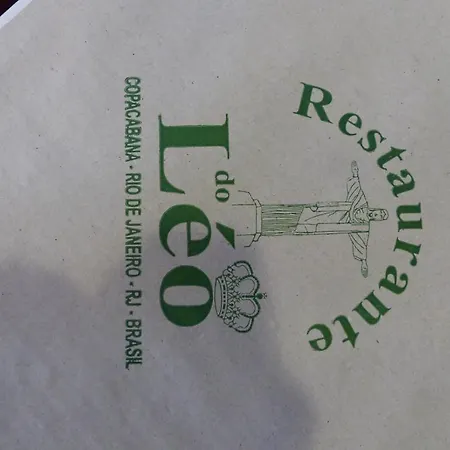 Restaurante
do
Léo
COPACABANA - RIO DE JANEIRO - RJ - BRASIL